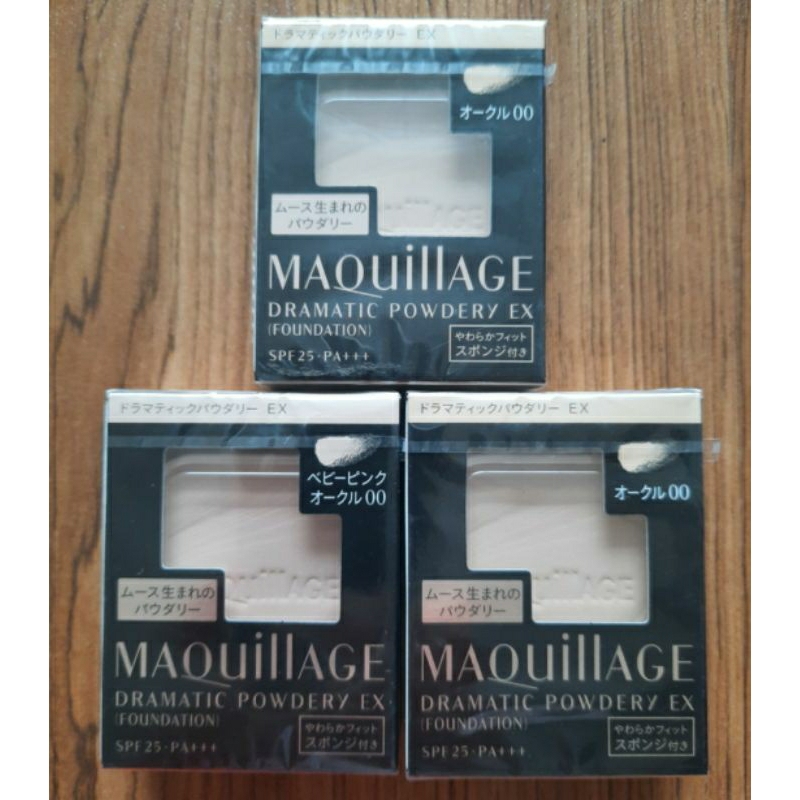 ドラマティックパウダリー EX
オークル00
ムース生まれの
パウダリー
MAQuillAGE
DRAMATIC POWDERY EX
(FOUNDATION)
やわらかフィット
スポンジ付き
SPF25・PA+++
ドラマティックパウダリー EX
ベビーピンク
オークル00
ムース生まれの
パウダリー
QuillAGE
MAQuillAGE
DRAMATIC POWDERY EX
(FOUNDATION)
やわらかフィット
スポンジ付き
SPF25・PA+++
ドラマティックパウダリー EX
オークル00
ムース生まれの
パウダリー
QuillAGE
MAQuillAGE
DRAMATIC POWDERY EX
(FOUNDATION)
やわらかフィット
スポンジ付き
SPF25・PA+++